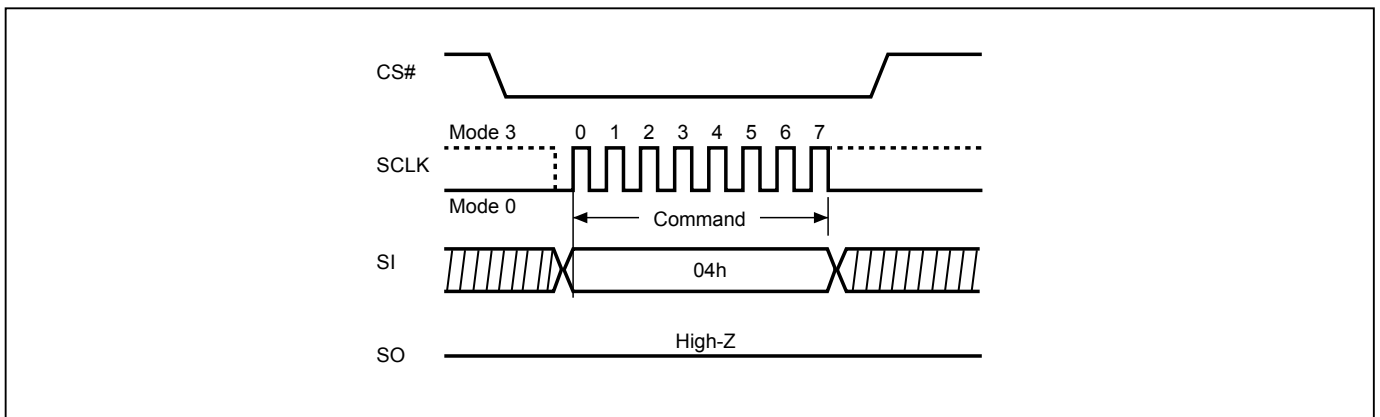 CS#
Mode 3 0 1 2 3 4 5 6 7
SCLK
Mode 0
Command
SI
04h
High-Z
SO